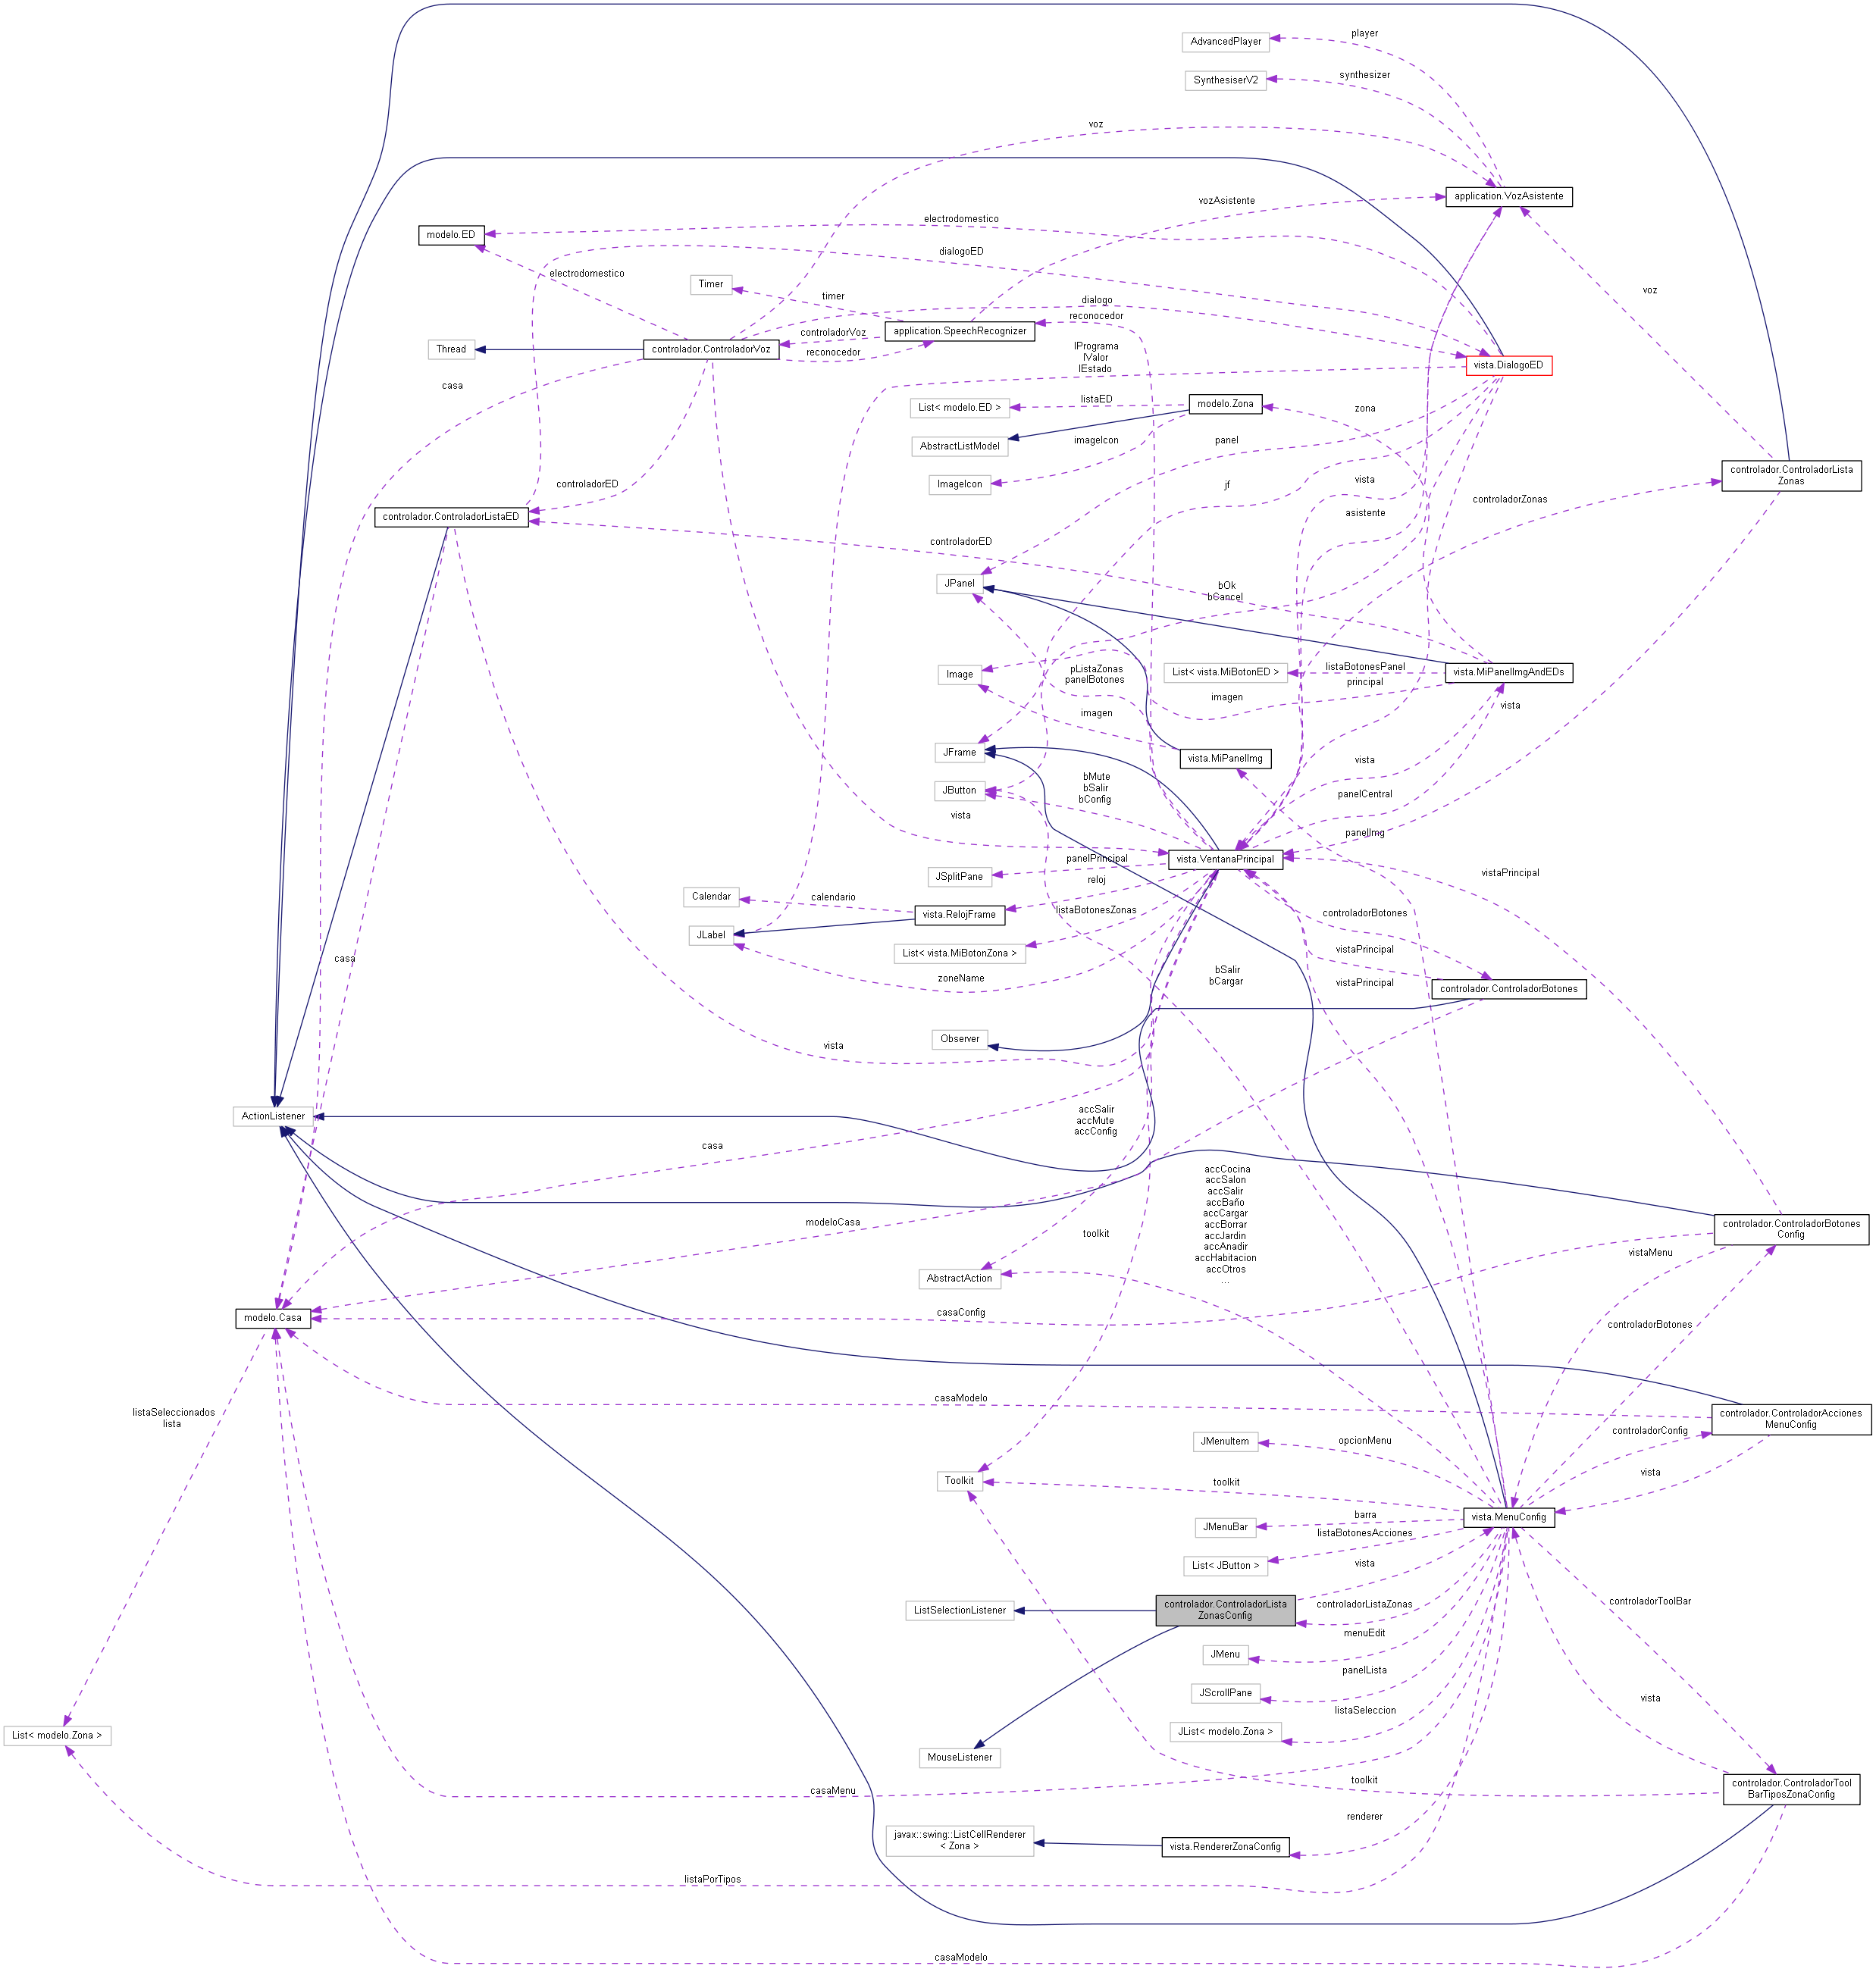 player
AdvancedPlayer
synthesizer
SynthesiserV2
voz
application.VozAsistente
vozAsistente
electrodomestico
modelo.ED
dialogoED
electrodomestico
Timer
timer
voz
dialogo
reconocedor
application.SpeechRecognizer
controladorVoz
reconocedor
Thread
controlador.ControladorVoz
lPrograma
lValor
lEstado
vista.DialogoED
casa
List< modelo.ED >
listaED
modelo.Zona
zona
AbstractListModel
imageIcon
panel
controlador.ControladorLista
Zonas
ImageIcon
controladorED
jf
vista
controladorZonas
controlador.ControladorListaED
asistente
controladorED
JPanel
bOk
bCancel
Image
pListaZonas
panelBotones
List< vista.MiBotonED >
listaBotonesPanel
vista.MiPanelImgAndEDs
principal
imagen
vista
imagen
JFrame
vista.MiPanelImg
vista
JButton
bMute
bSalir
bConfig
panelCentral
vista
panelImg
panelPrincipal
vista.VentanaPrincipal
JSplitPane
reloj
vistaPrincipal
Calendar
calendario
vista.RelojFrame
listaBotonesZonas
controladorBotones
JLabel
List< vista.MiBotonZona >
vistaPrincipal
casa
zoneName
bSalir
bCargar
vistaPrincipal
controlador.ControladorBotones
Observer
vista
ActionListener
accSalir
accMute
accConfig
casa
accCocina
accSalon
accSalir
accBaño
accCargar
accBorrar
accJardin
accAnadir
accHabitacion
accOtros
...
modeloCasa
toolkit
controlador.ControladorBotones
Config
vistaMenu
AbstractAction
modelo.Casa
casaConfig
controladorBotones
casaModelo
listaSeleccionados
lista
controlador.ControladorAcciones
MenuConfig
JMenuItem
opcionMenu
controladorConfig
vista
Toolkit
toolkit
vista.MenuConfig
JMenuBar
barra
listaBotonesAcciones
List< JButton >
vista
ListSelectionListener
controlador.ControladorLista
ZonasConfig
controladorListaZonas
controladorToolBar
menuEdit
JMenu
panelLista
JScrollPane
vista
listaSeleccion
JList< modelo.Zona >
List< modelo.Zona >
MouseListener
toolkit
casaMenu
controlador.ControladorTool
BarTiposZonaConfig
renderer
javax::swing::ListCellRenderer
< Zona >
vista.RendererZonaConfig
listaPorTipos
casaModelo